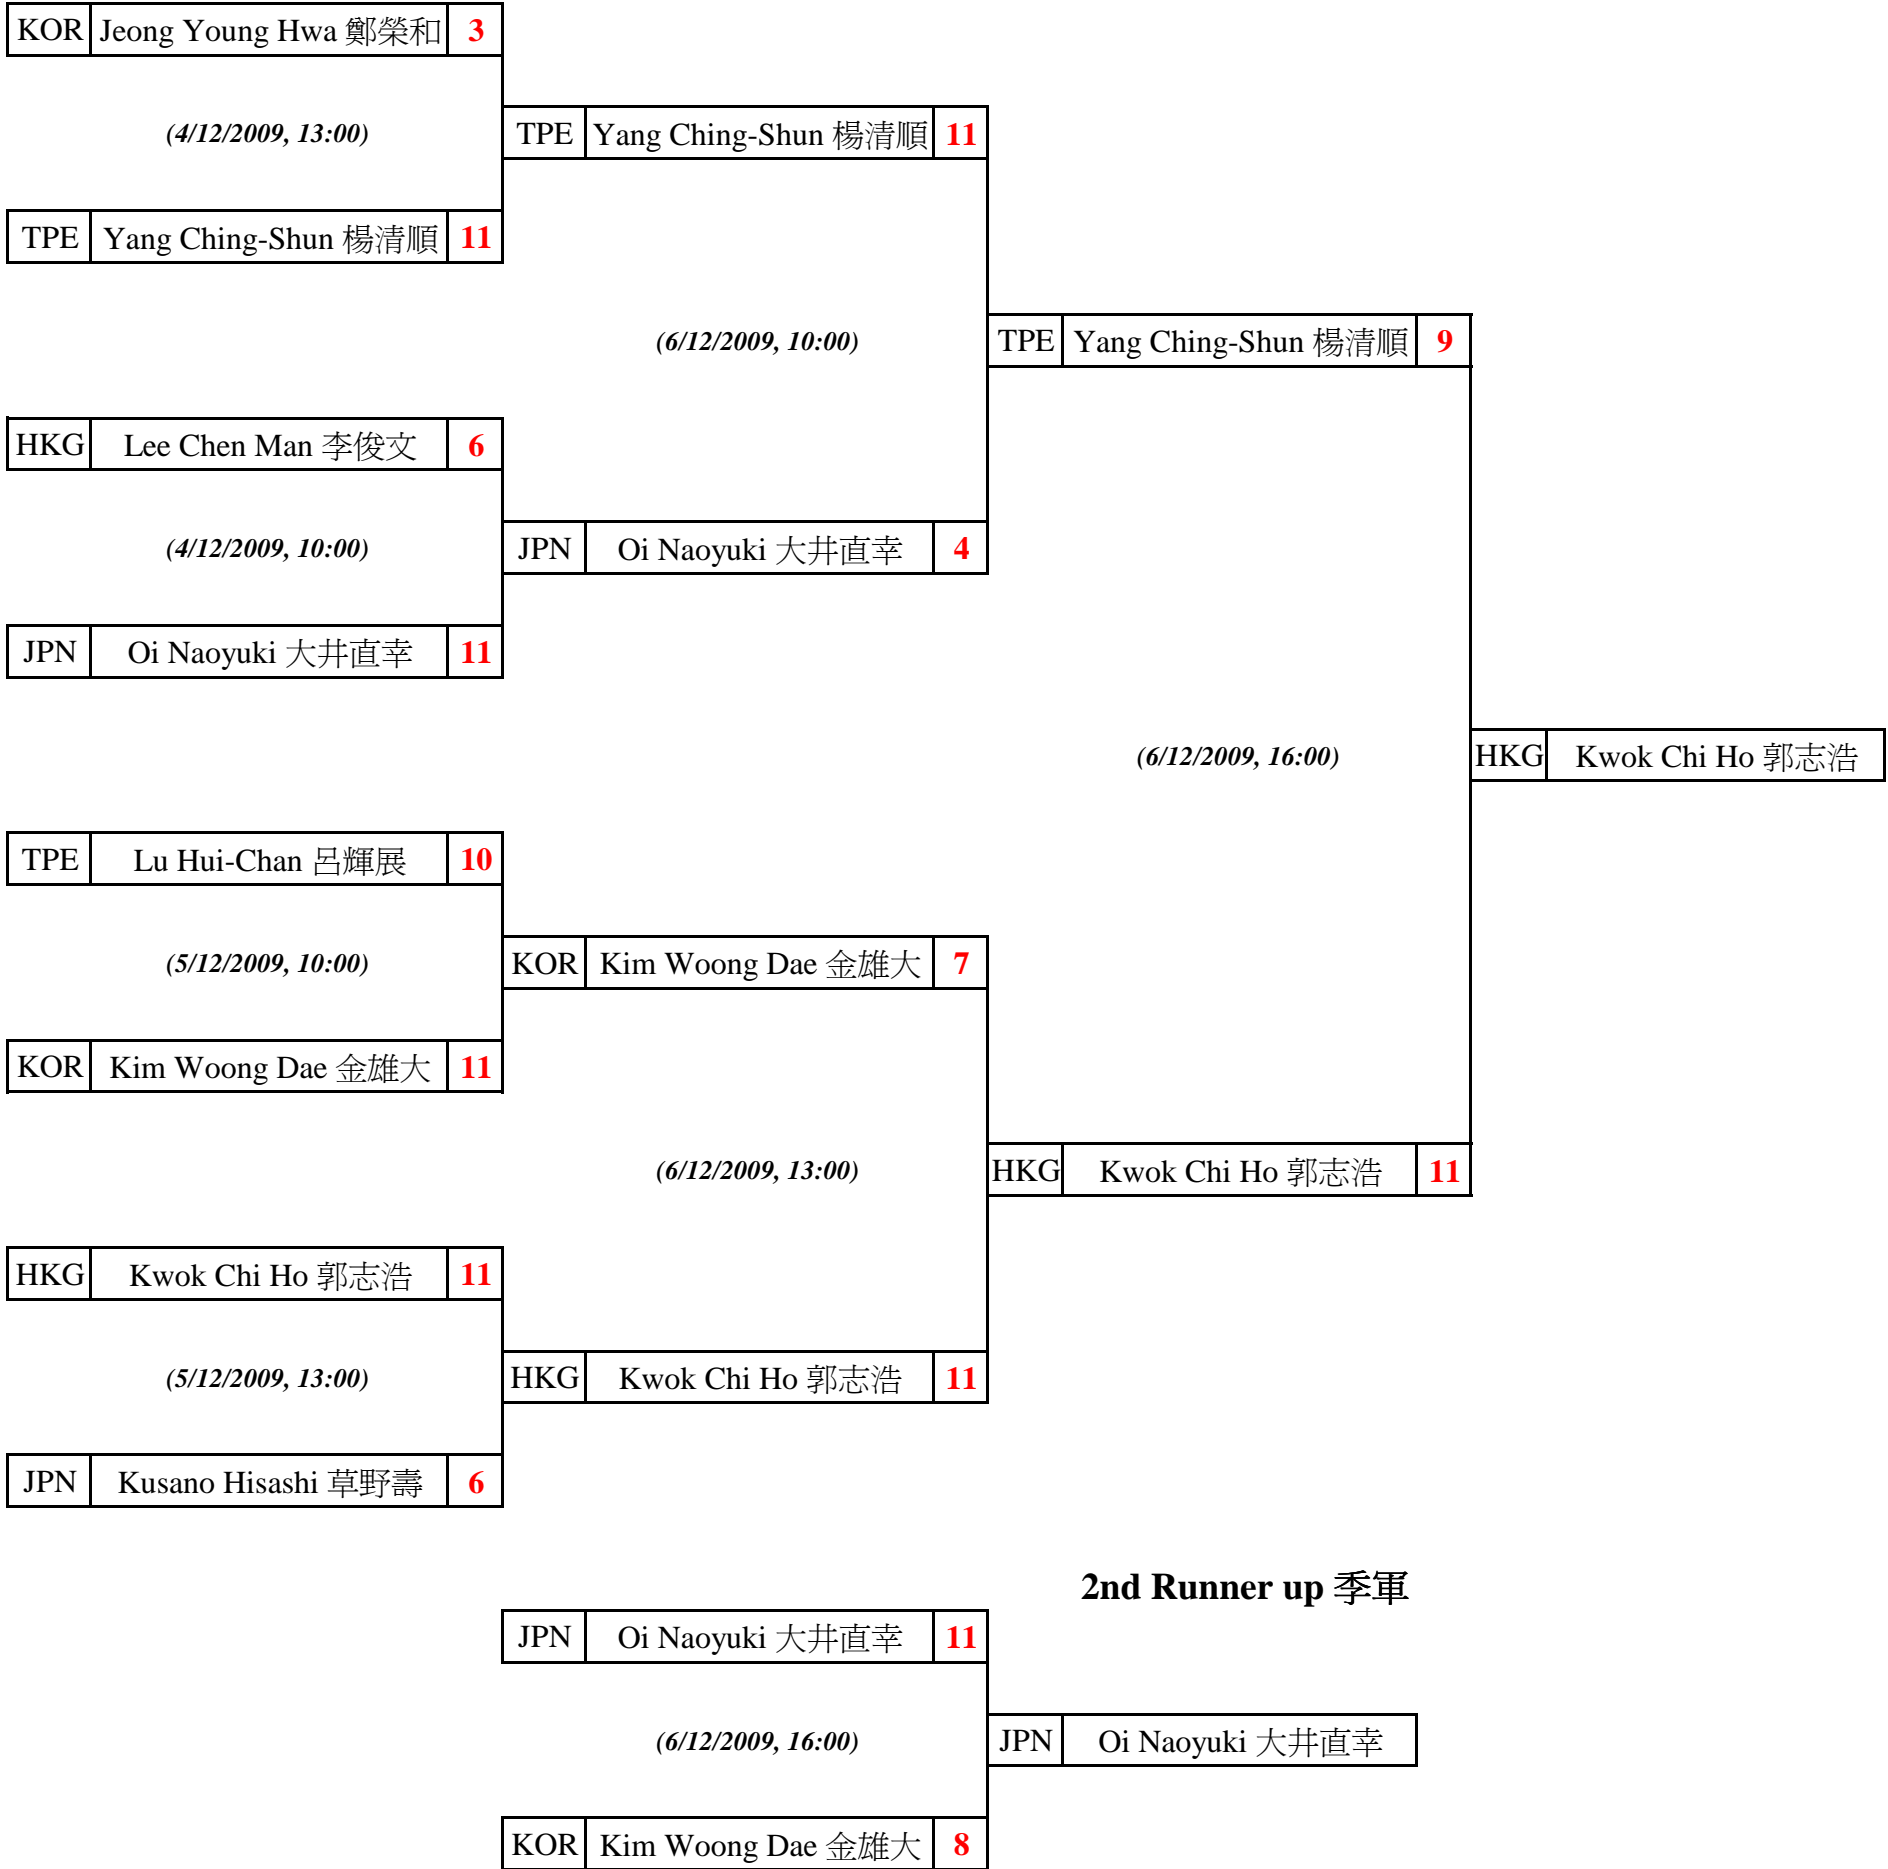 KOR Jeong Young Hwa 鄭榮和 3
(4/12/2009, 13:00)
TPE Yang Ching-Shun 楊清順 11
TPE Yang Ching-Shun 楊清順 11
(6/12/2009, 10:00)
TPE Yang Ching-Shun 楊清順 9
HKG Lee Chen Man 李俊文 6
(4/12/2009, 10:00)
JPN Oi Naoyuki 大井直幸 4
JPN Oi Naoyuki 大井直幸 11
(6/12/2009, 16:00)
HKG Kwok Chi Ho 郭志浩
TPE Lu Hui-Chan 呂輝展 10
(5/12/2009, 10:00)
KOR Kim Woong Dae 金雄大 7
KOR Kim Woong Dae 金雄大 11
(6/12/2009, 13:00)
HKG Kwok Chi Ho 郭志浩 11
HKG Kwok Chi Ho 郭志浩 11
(5/12/2009, 13:00)
HKG Kwok Chi Ho 郭志浩 11
JPN Kusano Hisashi 草野壽 6
2nd Runner up 季軍
JPN Oi Naoyuki 大井直幸 11
(6/12/2009, 16:00)
JPN Oi Naoyuki 大井直幸
KOR Kim Woong Dae 金雄大 8